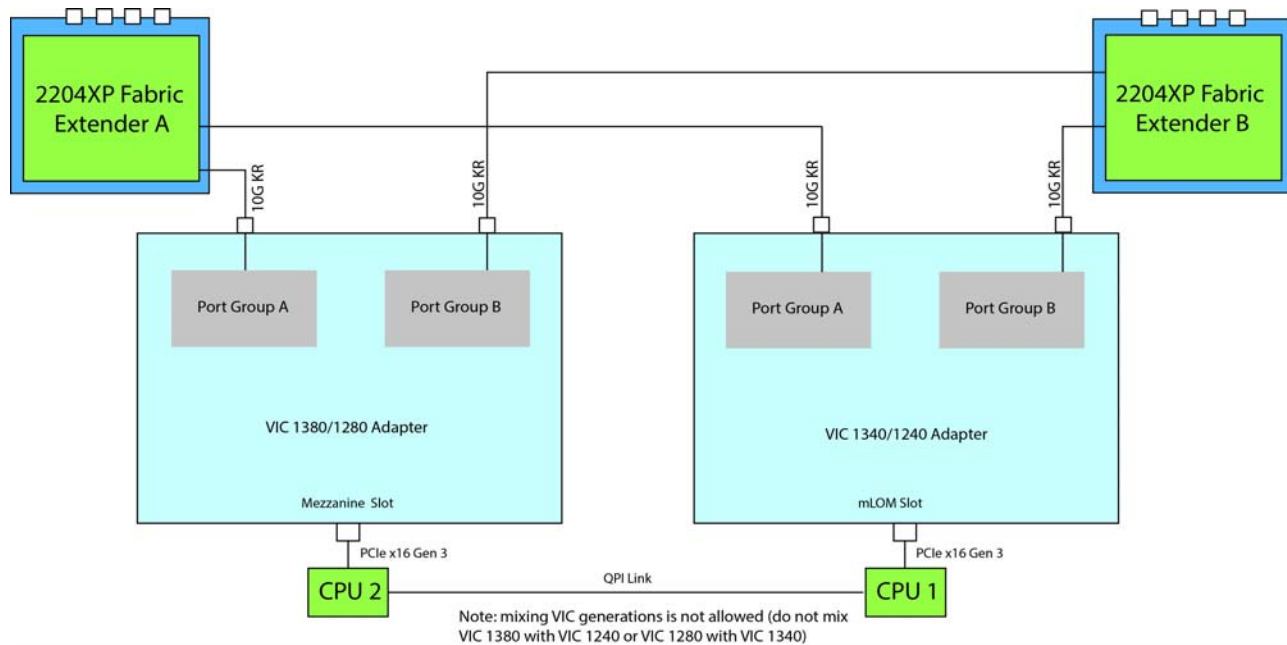 2204XP Fabric
Extender A
2204XP Fabric
Extender B
10G KR
10G KR
10G KR
10G KR
Port Group A
Port Group B
Port Group A
Port Group B
VIC 1380/1280 Adapter
VIC 1340/1240 Adapter
Mezzanine Slot
mLOM Slot
PCIe x16 Gen 3
PCIe x16 Gen 3
CPU 2
QPI Link
CPU 1
Note: mixing VIC generations is not allowed (do not mix
VIC 1380 with VIC 1240 or VIC 1280 with VIC 1340)